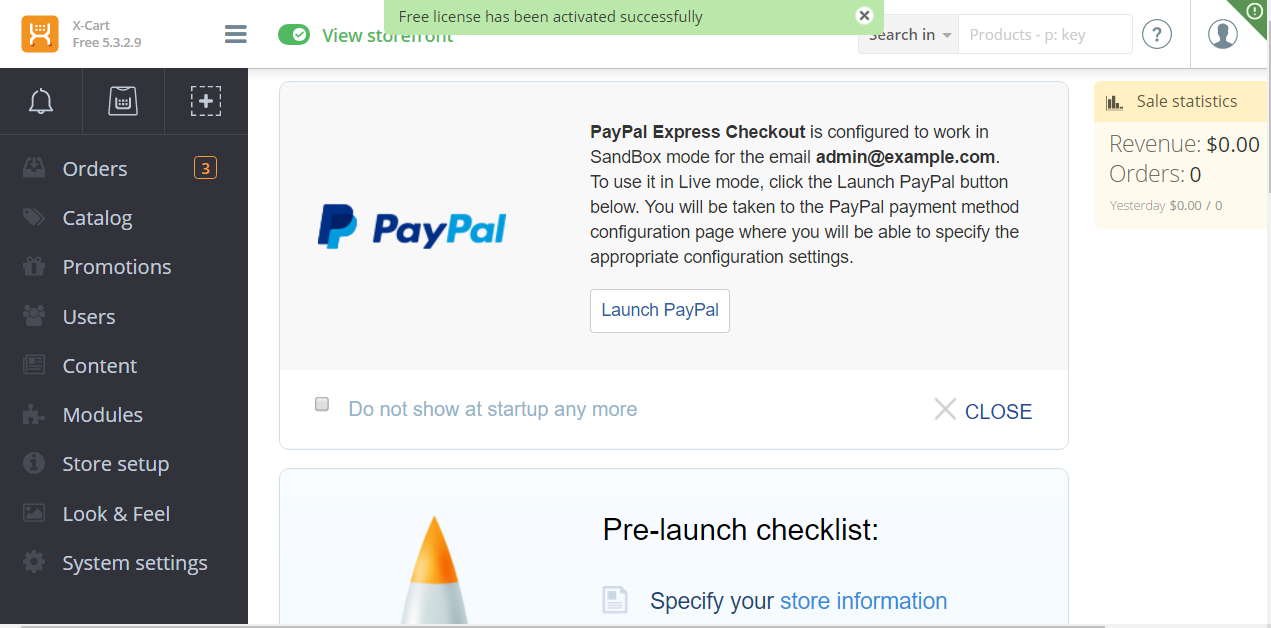 X-Cart
Free 5.3.2.9
Free license has been activated successfully
View storefront
Search in
Products - p: key
?
Orders
3
Catalog
Promotions
Users
Content
Modules
Store setup
Look & Feel
System settings
PayPal
PayPal Express Checkout is configured to work in
SandBox mode for the email admin@example.com.
To use it in Live mode, click the Launch PayPal button
below. You will be taken to the PayPal payment method
configuration page where you will be able to specify the
appropriate configuration settings.
Launch PayPal
Do not show at startup any more
CLOSE
Pre-launch checklist:
Specify your store information
Sale statistics
Revenue: $0.00
Orders: 0
Yesterday $0.00 / 0